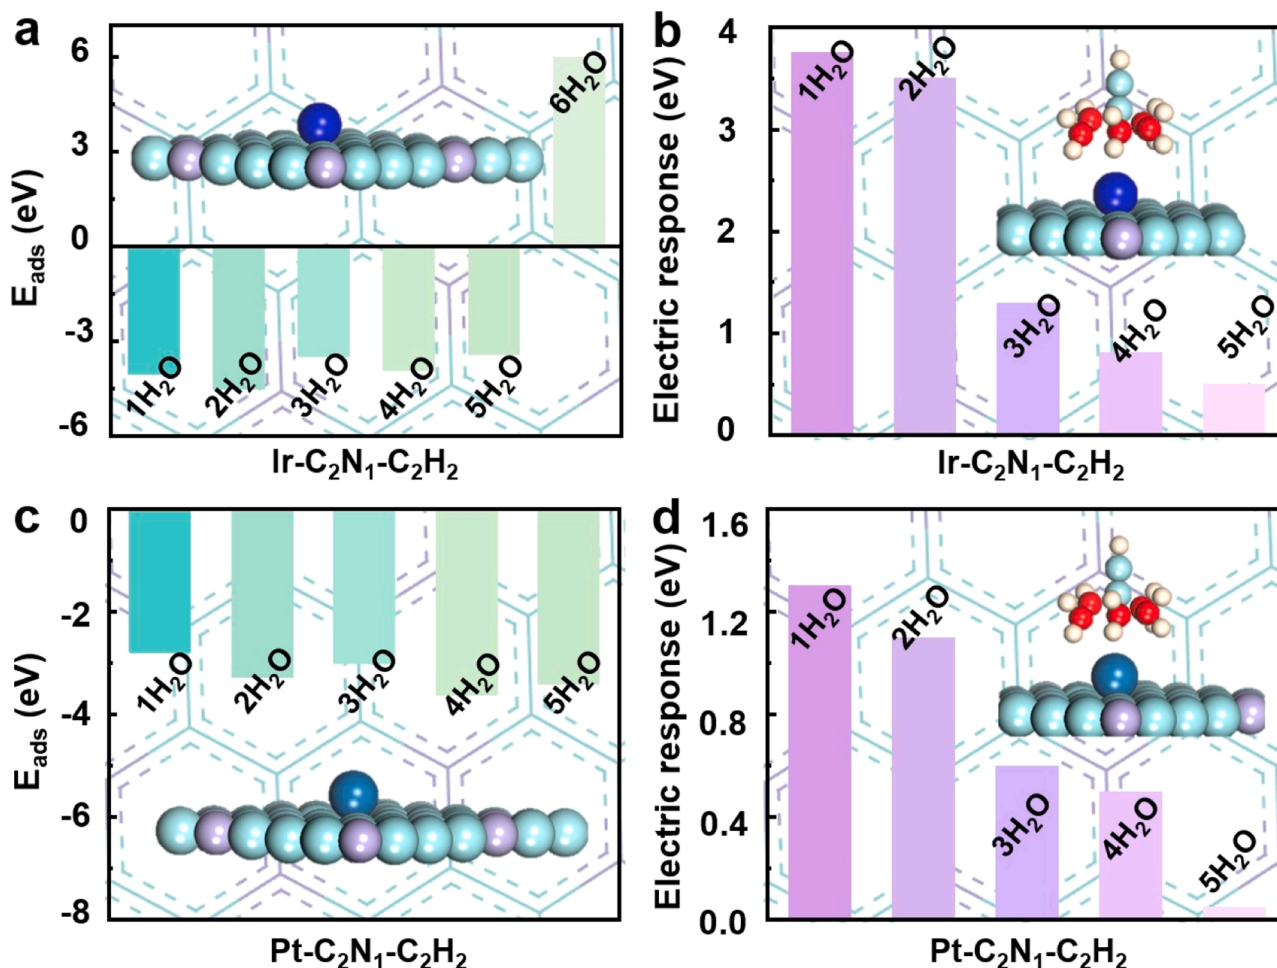 a
E_ads (eV)
6
3
0
-3
-6
1H₂O
2H₂O
3H₂O
4H₂O
5H₂O
6H₂O
Ir-C₂N₁-C₂H₂
b
Electric response (eV)
4
3
2
1
0
1H₂O
2H₂O
3H₂O
4H₂O
5H₂O
Ir-C₂N₁-C₂H₂
c
E_ads (eV)
0
-2
-4
-6
-8
1H₂O
2H₂O
3H₂O
4H₂O
5H₂O
Pt-C₂N₁-C₂H₂
d
Electric response (eV)
1.6
1.2
0.8
0.4
0.0
1H₂O
2H₂O
3H₂O
4H₂O
5H₂O
Pt-C₂N₁-C₂H₂